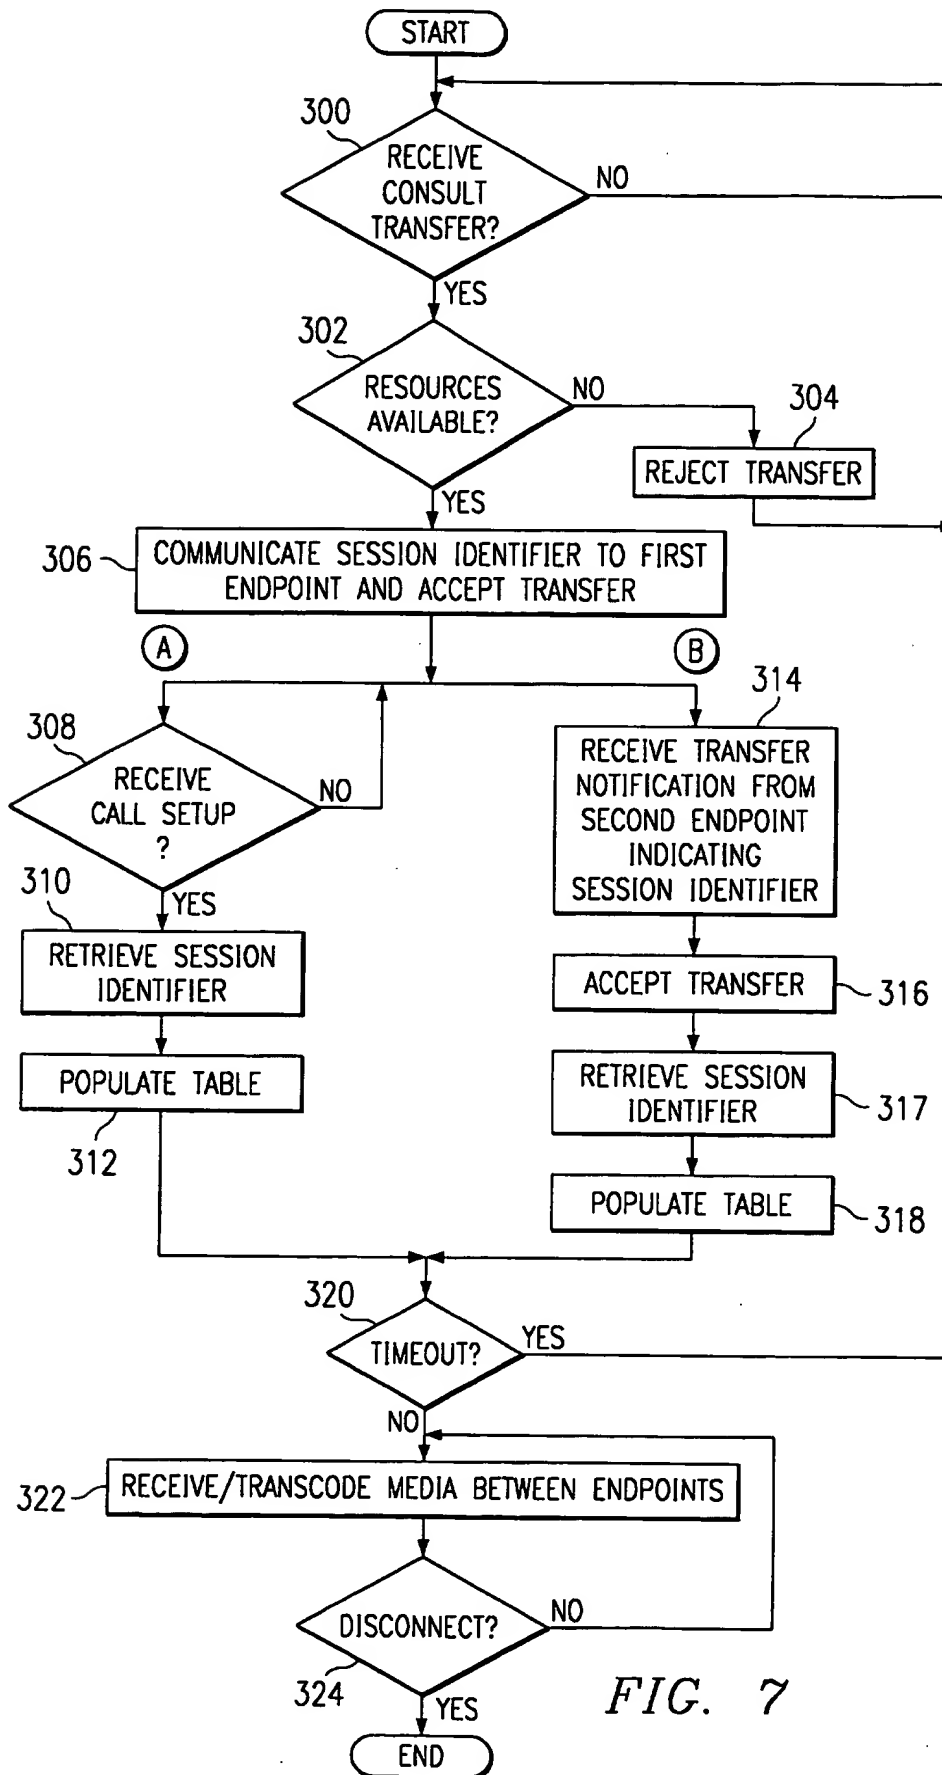 START
300
RECEIVE
CONSULT
TRANSFER?
NO
YES
302
RESOURCES
AVAILABLE?
NO
304
REJECT TRANSFER
YES
306
COMMUNICATE SESSION IDENTIFIER TO FIRST
ENDPOINT AND ACCEPT TRANSFER
A
B
308
RECEIVE
CALL SETUP
?
NO
YES
310
RETRIEVE SESSION
IDENTIFIER
POPULATE TABLE
312
314
RECEIVE TRANSFER
NOTIFICATION FROM
SECOND ENDPOINT
INDICATING
SESSION IDENTIFIER
ACCEPT TRANSFER
316
RETRIEVE SESSION
IDENTIFIER
317
POPULATE TABLE
318
320
TIMEOUT?
YES
NO
322
RECEIVE/TRANSCODE MEDIA BETWEEN ENDPOINTS
DISCONNECT?
NO
324
YES
END
FIG. 7